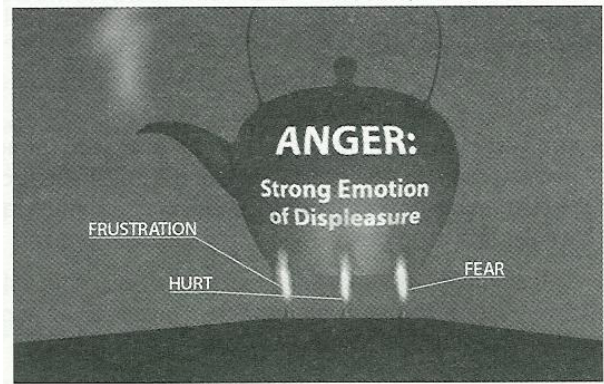 ANGER:
Strong Emotion
of Displeasure
FRUSTRATION
HURT
FEAR